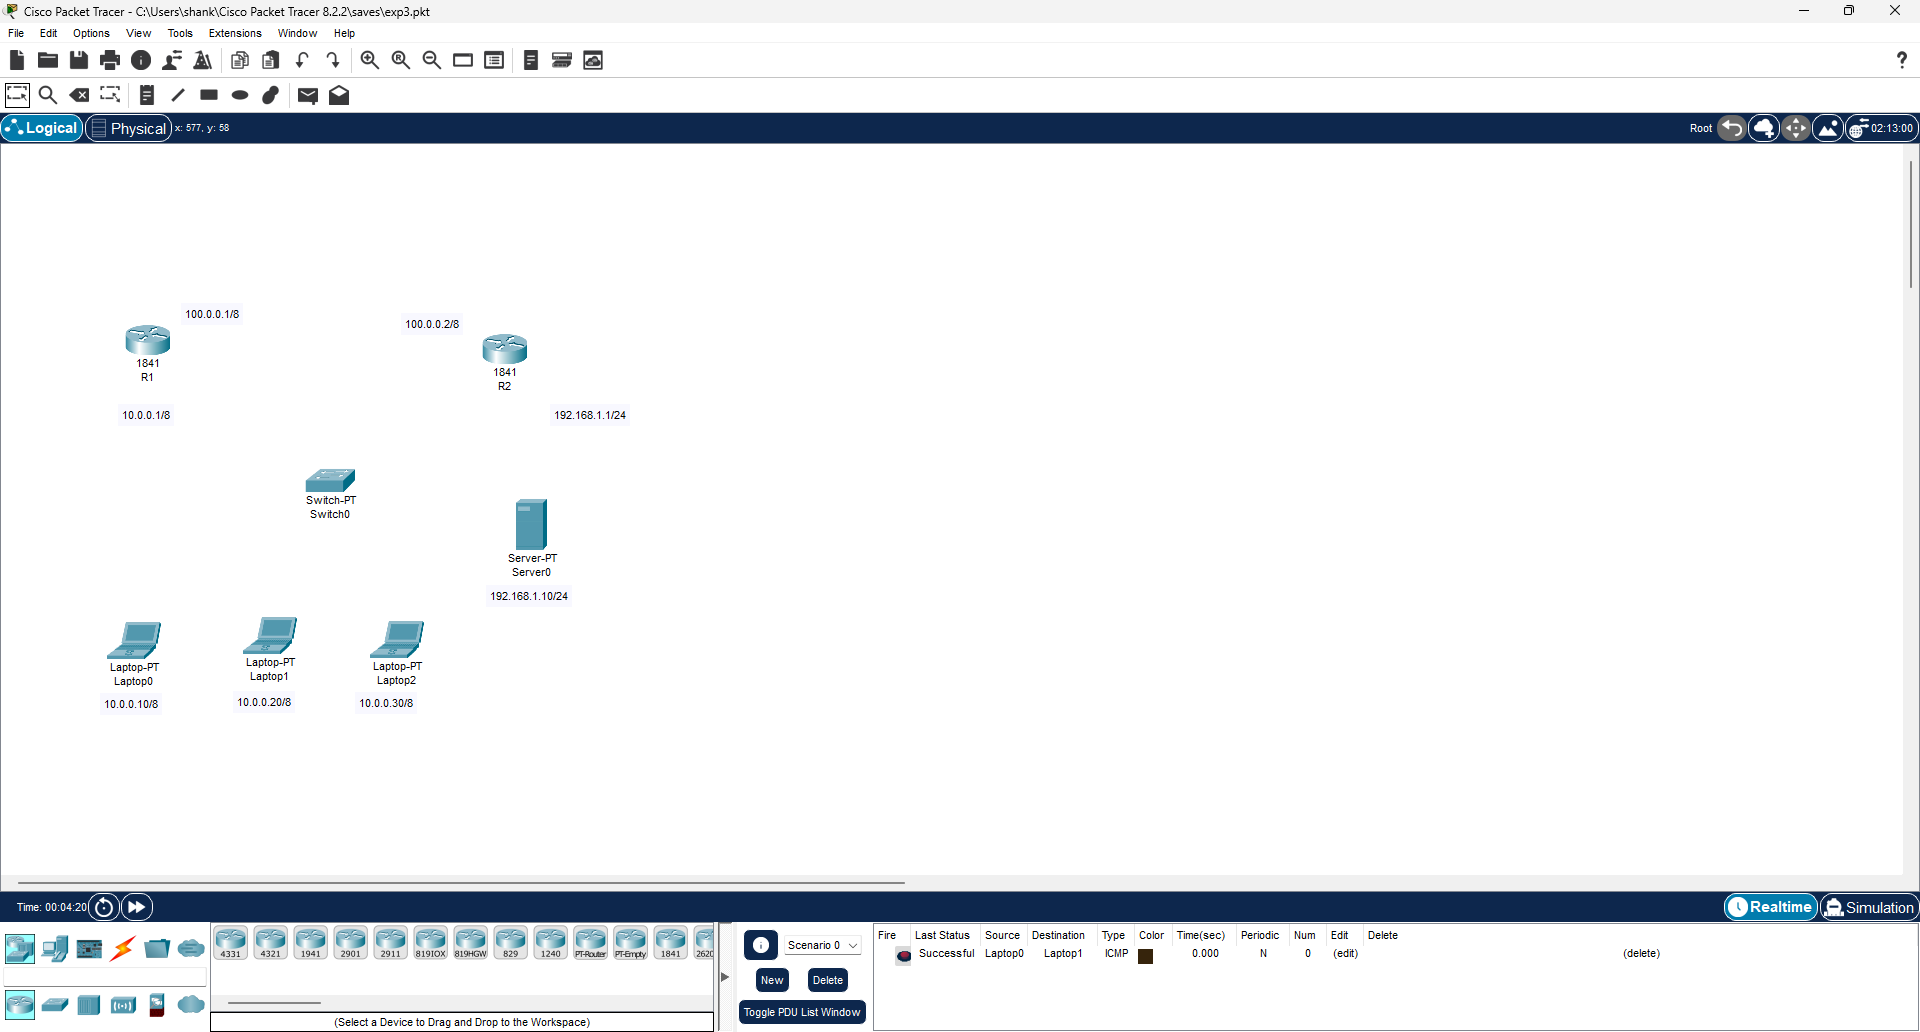 Cisco Packet Tracer - C:\Users\shank\Cisco Packet Tracer 8.2.2\saves\exp3.pkt
File Edit Options View Tools Extensions Window Help
?
Logical Physical x: 577, y: 58 Root 02:13:00
100.0.0.1/8
100.0.0.2/8
1841
R1
1841
R2
10.0.0.1/8
192.168.1.1/24
Switch-PT
Switch0
Server-PT
Server0
192.168.1.10/24
Laptop-PT
Laptop0
10.0.0.10/8
Laptop-PT
Laptop1
10.0.0.20/8
Laptop-PT
Laptop2
10.0.0.30/8
Time: 00:04:20 Realtime Simulation
4331 4321 1941 2901 2911 819IOX 819HGW 829 1240 PT-Router PT-Empty 1841 2620
(Select a Device to Drag and Drop to the Workspace)
Scenario 0
New Delete
Toggle PDU List Window
Fire Last Status Source Destination Type Color Time(sec) Periodic Num Edit Delete
Successful Laptop0 Laptop1 ICMP 0.000 N 0 (edit) (delete)